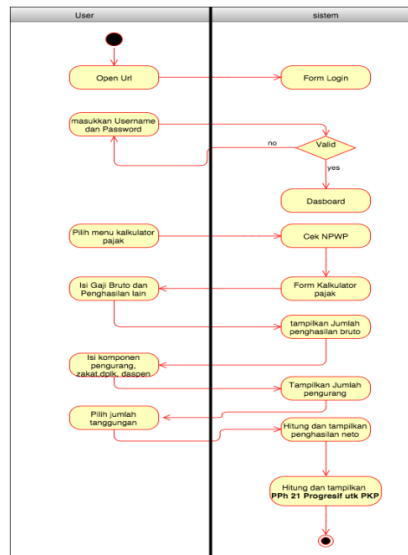 User
sistem
Open Url
Form Login
masukkan Username
dan Password
Valid
no
yes
Dasboard
Pilih menu kalkulator
pajak
Cek NPWP
Isi Gaji Bruto dan
Penghasilan lain
Form Kalkulator
pajak
tampilkan Jumlah
penghasilan bruto
Isi komponen
pengurang,
zakat,dplk, daspen
Tampilkan Jumlah
pengurang
Pilih jumlah
tanggungan
Hitung dan tampilkan
penghasilan neto
Hitung dan tampilkan
PPh 21 Progresif utk PKP